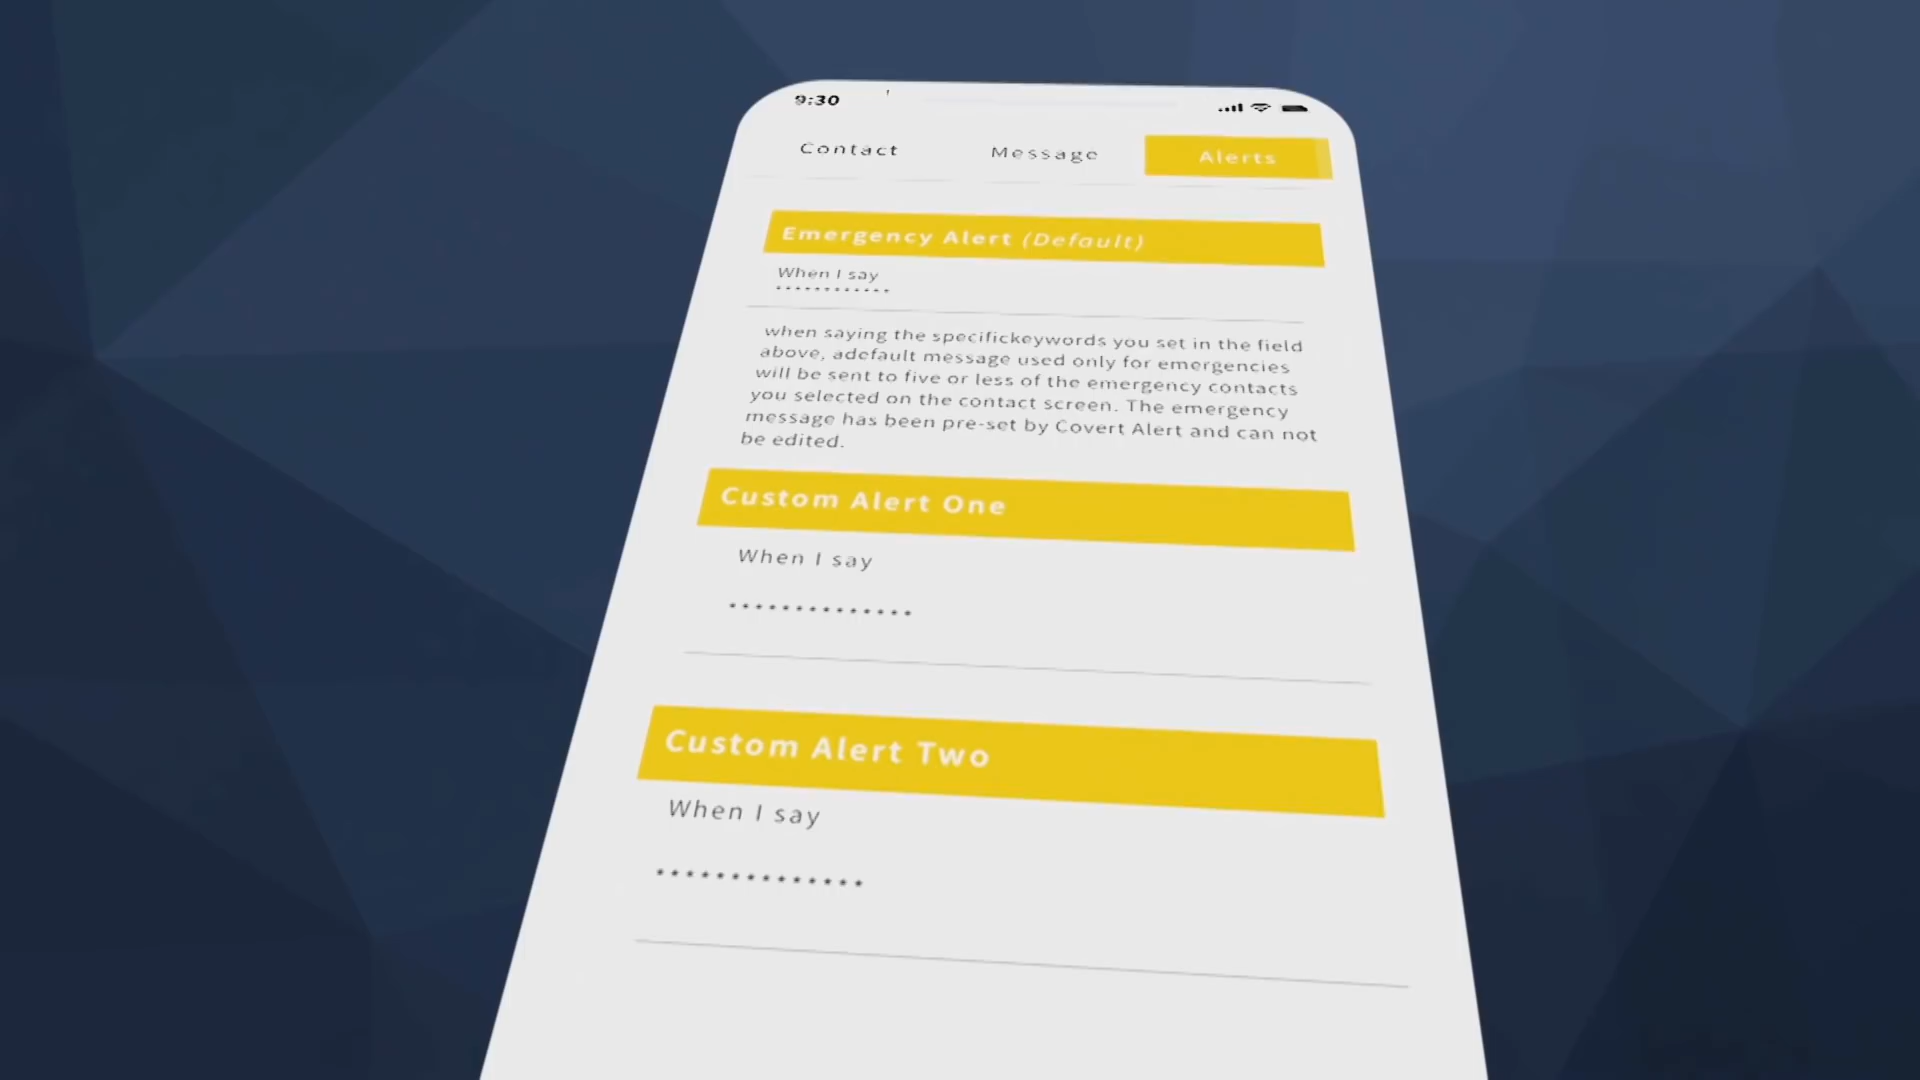 9:30
Contact Message Alerts
Emergency Alert (Default)
When I say
************
when saying the specifickeywords you set in the field
above, adefault message used only for emergencies
will be sent to five or less of the emergency contacts
you selected on the contact screen. The emergency
message has been pre-set by Covert Alert and can not
be edited.
Custom Alert One
When I say
**************
Custom Alert Two
When I say
**************